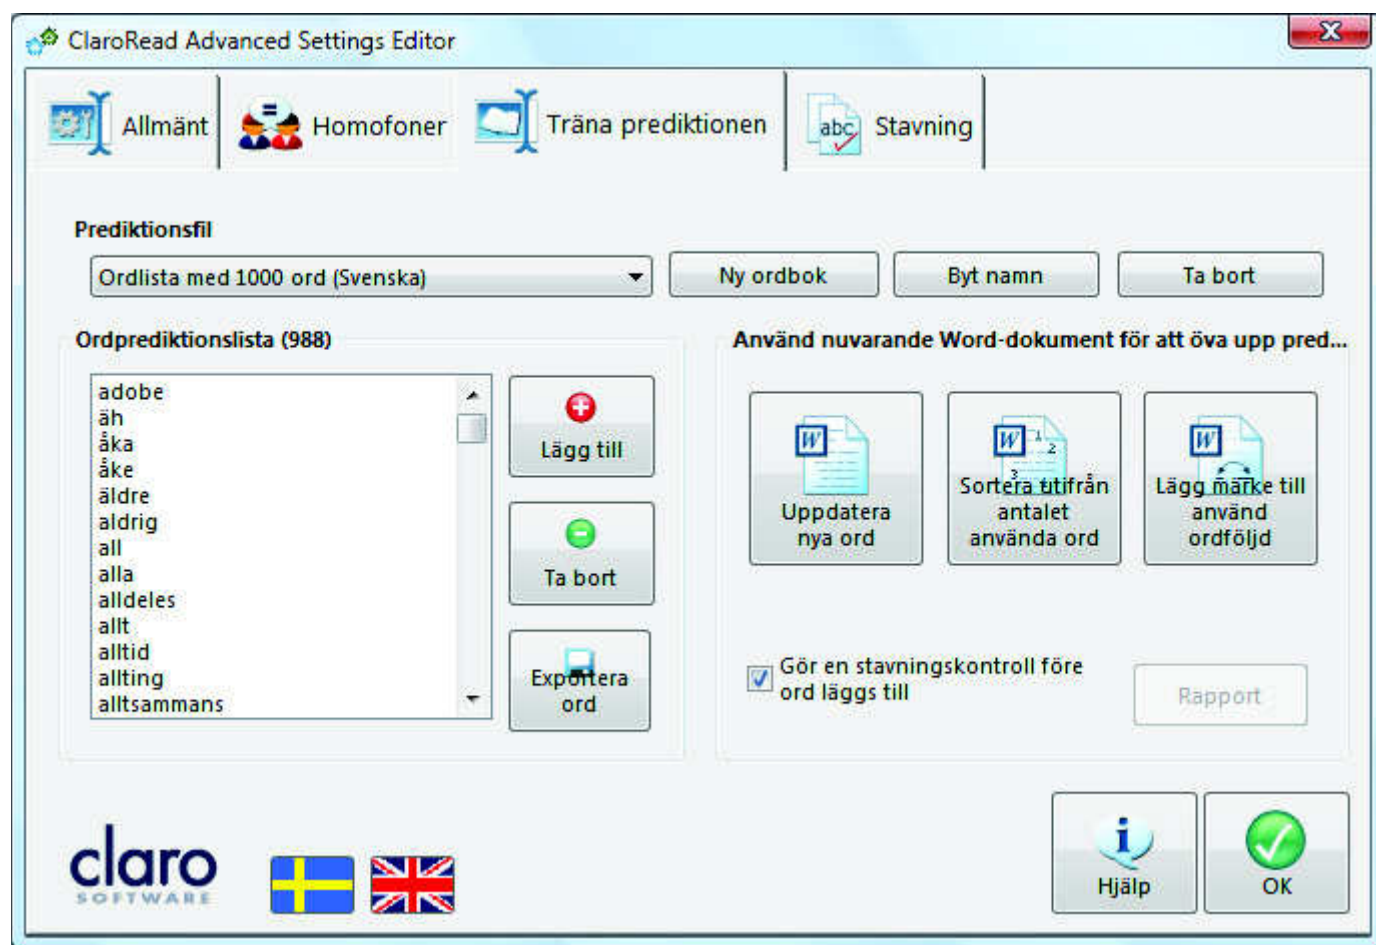 ClaroRead Advanced Settings Editor
Allmänt
Homofoner
Träna prediktionen
abc
Stavning
Prediktionsfil
Ordlista med 1000 ord (Svenska)
Ny ordbok
Byt namn
Ta bort
Ordprediktionslista (988)
adobe
äh
åka
åke
äldre
aldrig
all
alla
alldeles
allt
alltid
allting
alltsammans
Lägg till
Ta bort
Exportera
ord
Använd nuvarande Word-dokument för att öva upp pred...
W
Uppdatera
nya ord
W 1 2 3
Sortera utifrån
antalet
använda ord
W
Lägg märke till
använd
ordföljd
Gör en stavningskontroll före
ord läggs till
Rapport
claro
SOFTWARE
Hjälp
OK